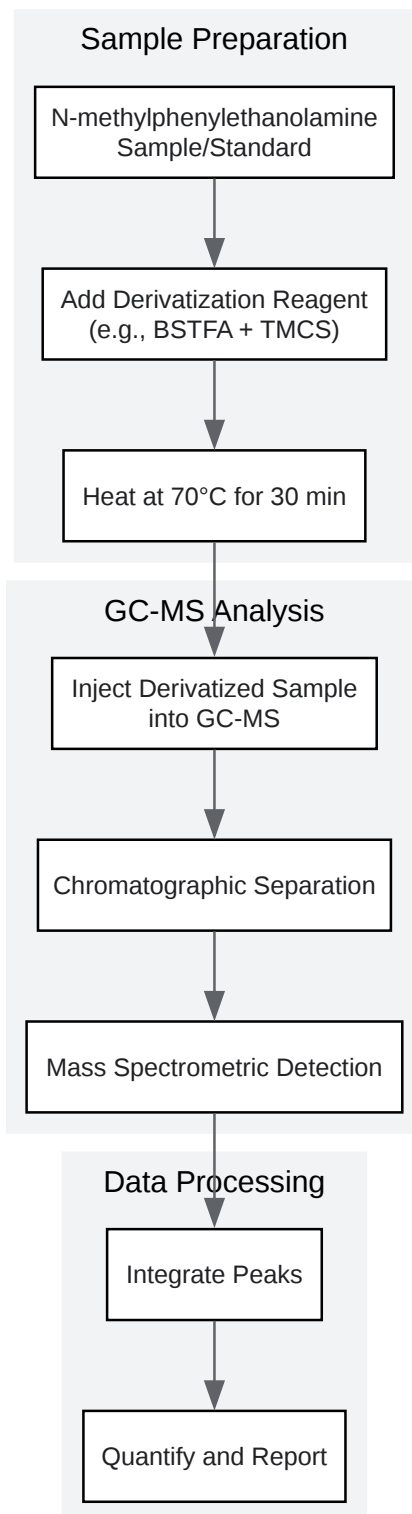 Sample Preparation
N-methylphenylethanolamine
Sample/Standard
Add Derivatization Reagent
(e.g., BSTFA + TMCS)
Heat at 70°C for 30 min
GC-MS Analysis
Inject Derivatized Sample
into GC-MS
Chromatographic Separation
Mass Spectrometric Detection
Data Processing
Integrate Peaks
Quantify and Report